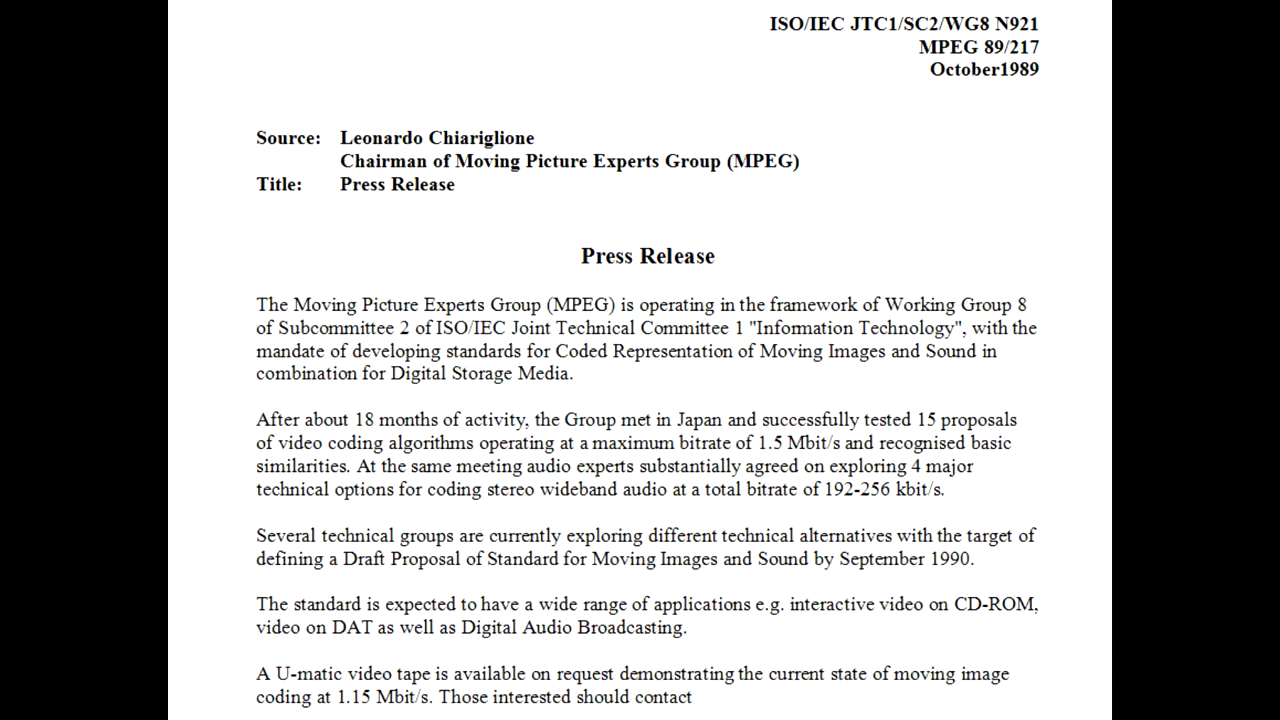 ISO/IEC JTC1/SC2/WG8 N921
MPEG 89/217
October1989
Source: Leonardo Chiariglione
Chairman of Moving Picture Experts Group (MPEG)
Title: Press Release
Press Release
The Moving Picture Experts Group (MPEG) is operating in the framework of Working Group 8
of Subcommittee 2 of ISO/IEC Joint Technical Committee 1 "Information Technology", with the
mandate of developing standards for Coded Representation of Moving Images and Sound in
combination for Digital Storage Media.
After about 18 months of activity, the Group met in Japan and successfully tested 15 proposals
of video coding algorithms operating at a maximum bitrate of 1.5 Mbit/s and recognised basic
similarities. At the same meeting audio experts substantially agreed on exploring 4 major
technical options for coding stereo wideband audio at a total bitrate of 192-256 kbit/s.
Several technical groups are currently exploring different technical alternatives with the target of
defining a Draft Proposal of Standard for Moving Images and Sound by September 1990.
The standard is expected to have a wide range of applications e.g. interactive video on CD-ROM,
video on DAT as well as Digital Audio Broadcasting.
A U-matic video tape is available on request demonstrating the current state of moving image
coding at 1.15 Mbit/s. Those interested should contact